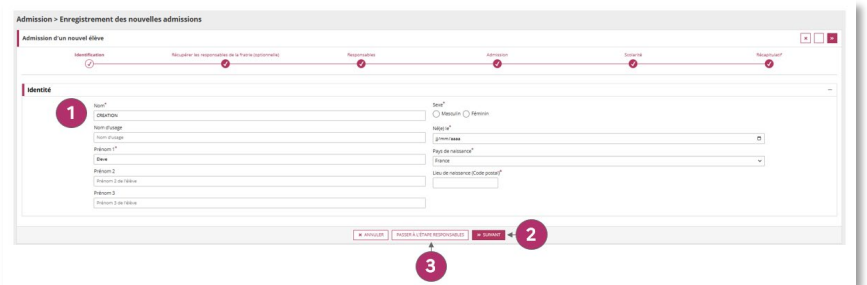 Admission > Enregistrement des nouvelles admissions
Admission d'un nouvel élève
Identification
Récupérer les responsables de la fratrie (optionnelle)
Responsables
Admission
Scolarité
Récapitulatif
Identité
1
Nom*
CREATION
Nom d'usage
Nom d'usage
Prénom 1*
Eleve
Prénom 2
Prénom 2 de l'élève
Prénom 3
Prénom 3 de l'élève
Sexe*
Masculin Féminin
Né(e) le*
jj/mm/aaaa
Pays de naissance*
France
Lieu de naissance (Code postal)*
ANNULER PASSER À L'ÉTAPE RESPONSABLES » SUIVANT 2
3